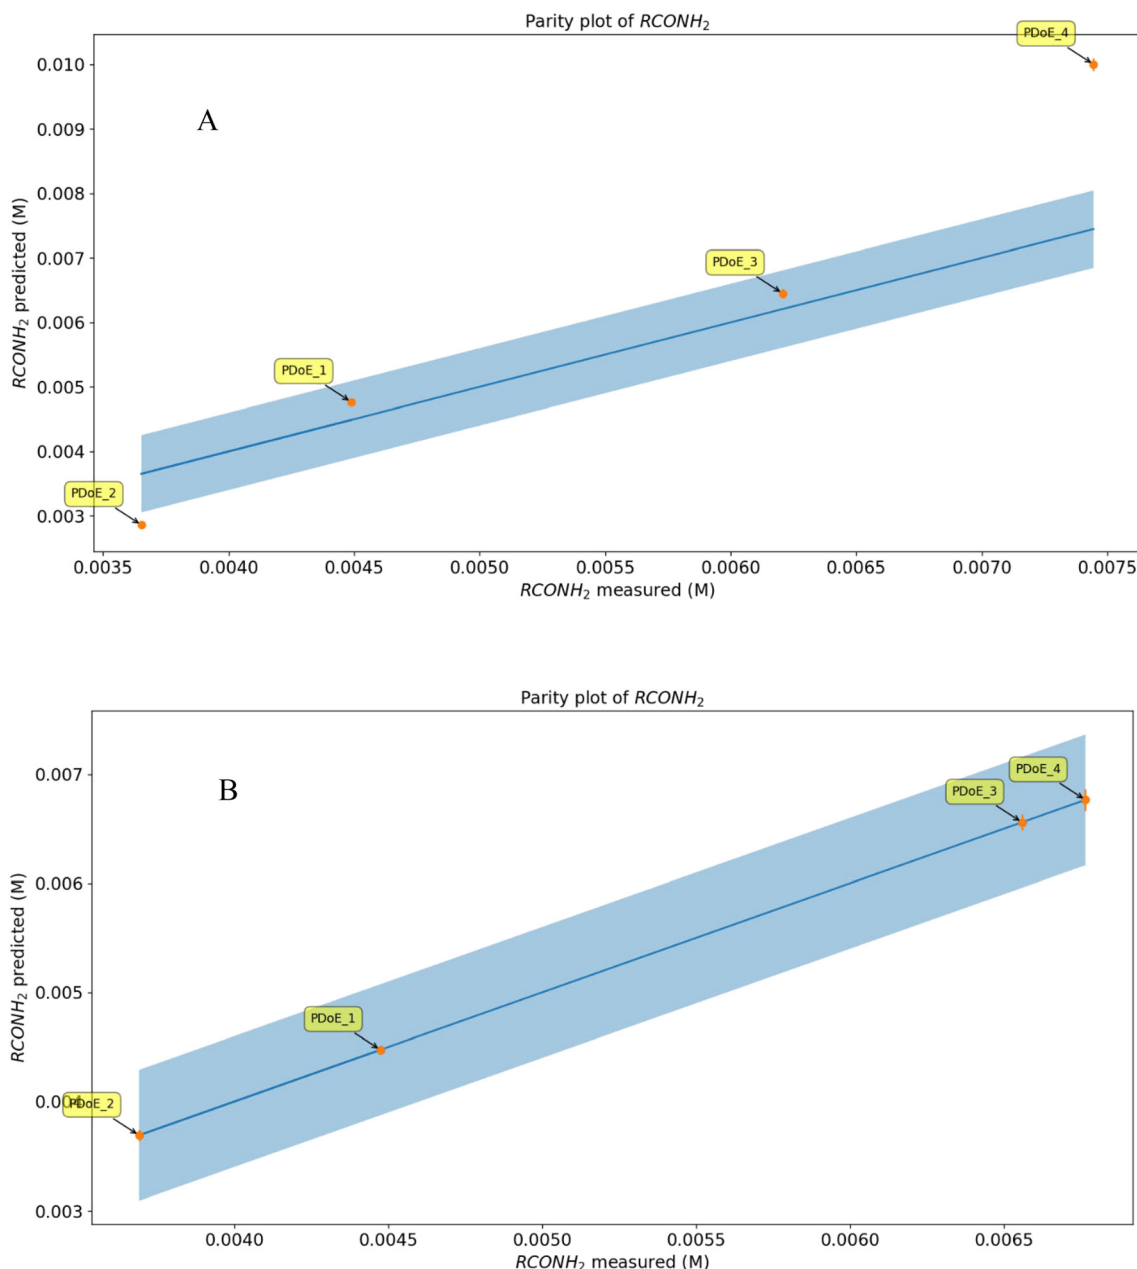 Parity plot of RCONH₂
PDoE_4
0.010
A
0.009
0.008
0.007
PDoE_3
0.006
PDoE_1
0.005
0.004
PDoE_2
0.003
RCONH₂ predicted (M)
0.0035 0.0040 0.0045 0.0050 0.0055 0.0060 0.0065 0.0070 0.0075
RCONH₂ measured (M)
Parity plot of RCONH₂
0.007
PDoE_4
B
PDoE_3
0.006
0.005
PDoE_1
0.004
PDoE_2
0.003
RCONH₂ predicted (M)
0.0040 0.0045 0.0050 0.0055 0.0060 0.0065
RCONH₂ measured (M)